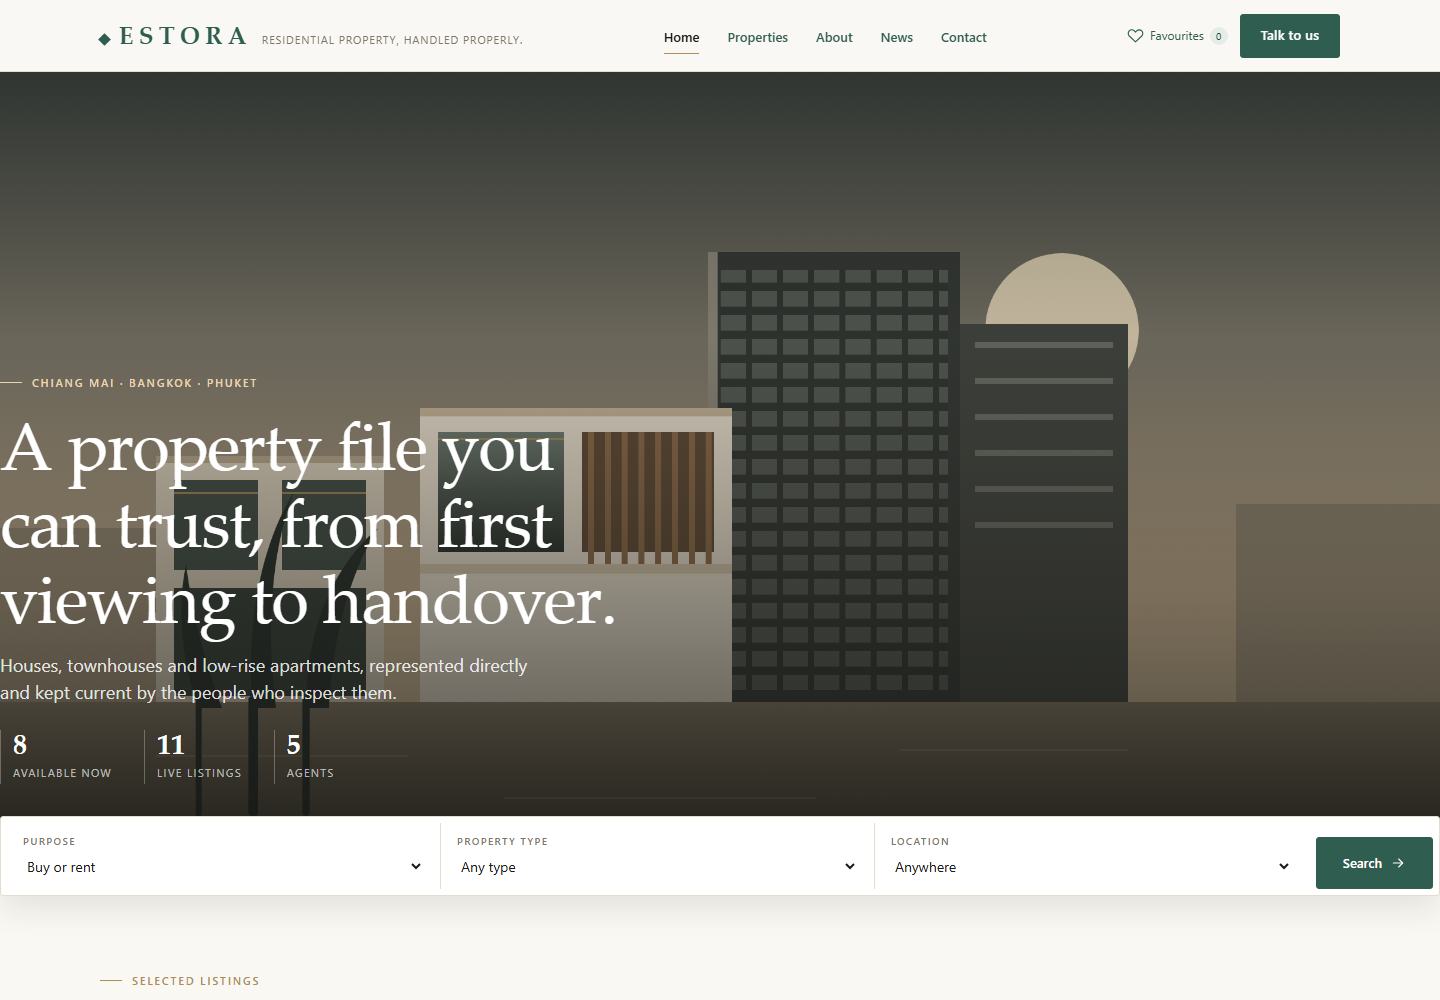 ESTORA RESIDENTIAL PROPERTY, HANDLED PROPERLY.
Home Properties About News Contact
Favourites 0 Talk to us
CHIANG MAI · BANGKOK · PHUKET
A property file you
can trust, from first
viewing to handover.
Houses, townhouses and low-rise apartments, represented directly
and kept current by the people who inspect them.
8 11 5
AVAILABLE NOW LIVE LISTINGS AGENTS
PURPOSE PROPERTY TYPE LOCATION
Buy or rent Any type Anywhere Search
SELECTED LISTINGS